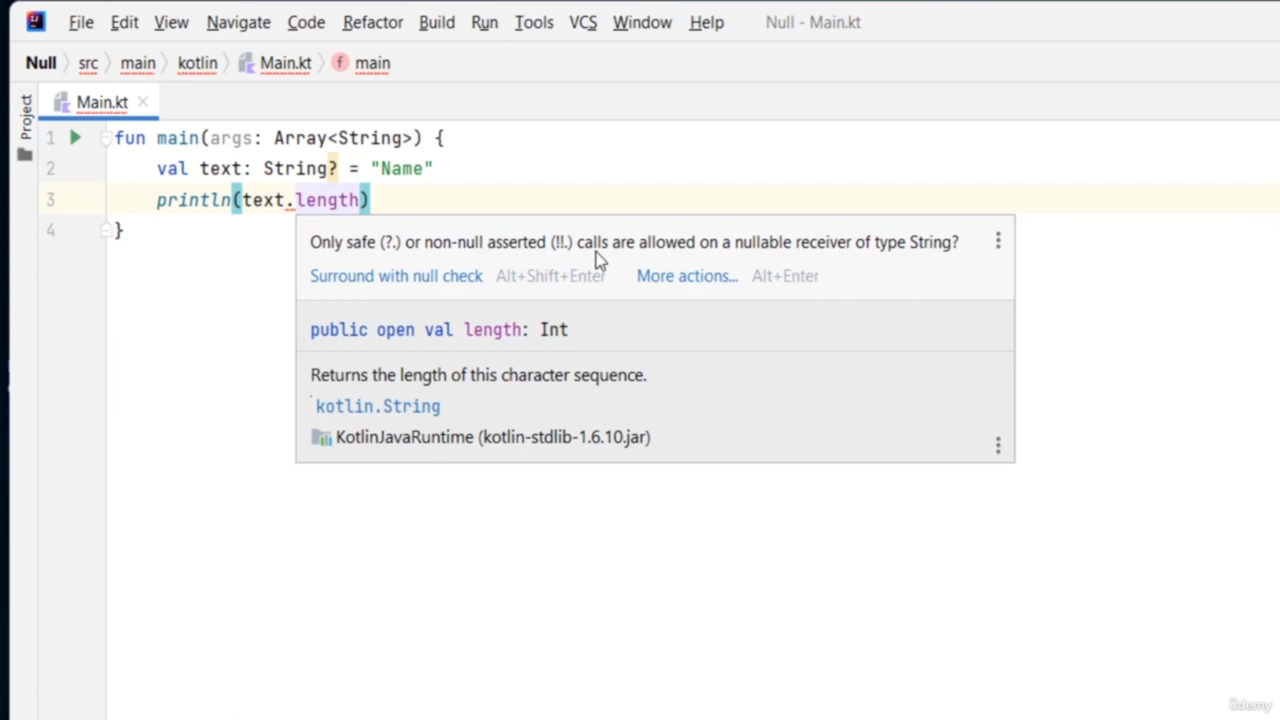 File Edit View Navigate Code Refactor Build Run Tools VCS Window Help Null - Main.kt
Null src main kotlin Main.kt f main
Project
Main.kt
1 fun main(args: Array<String>) {
2 val text: String? = "Name"
3 println(text.length)
4 }
Only safe (?.) or non-null asserted (!!.) calls are allowed on a nullable receiver of type String?
Surround with null check Alt+Shift+Enter More actions... Alt+Enter
public open val length: Int
Returns the length of this character sequence.
`kotlin.String
KotlinJavaRuntime (kotlin-stdlib-1.6.10.jar)
ûdemy